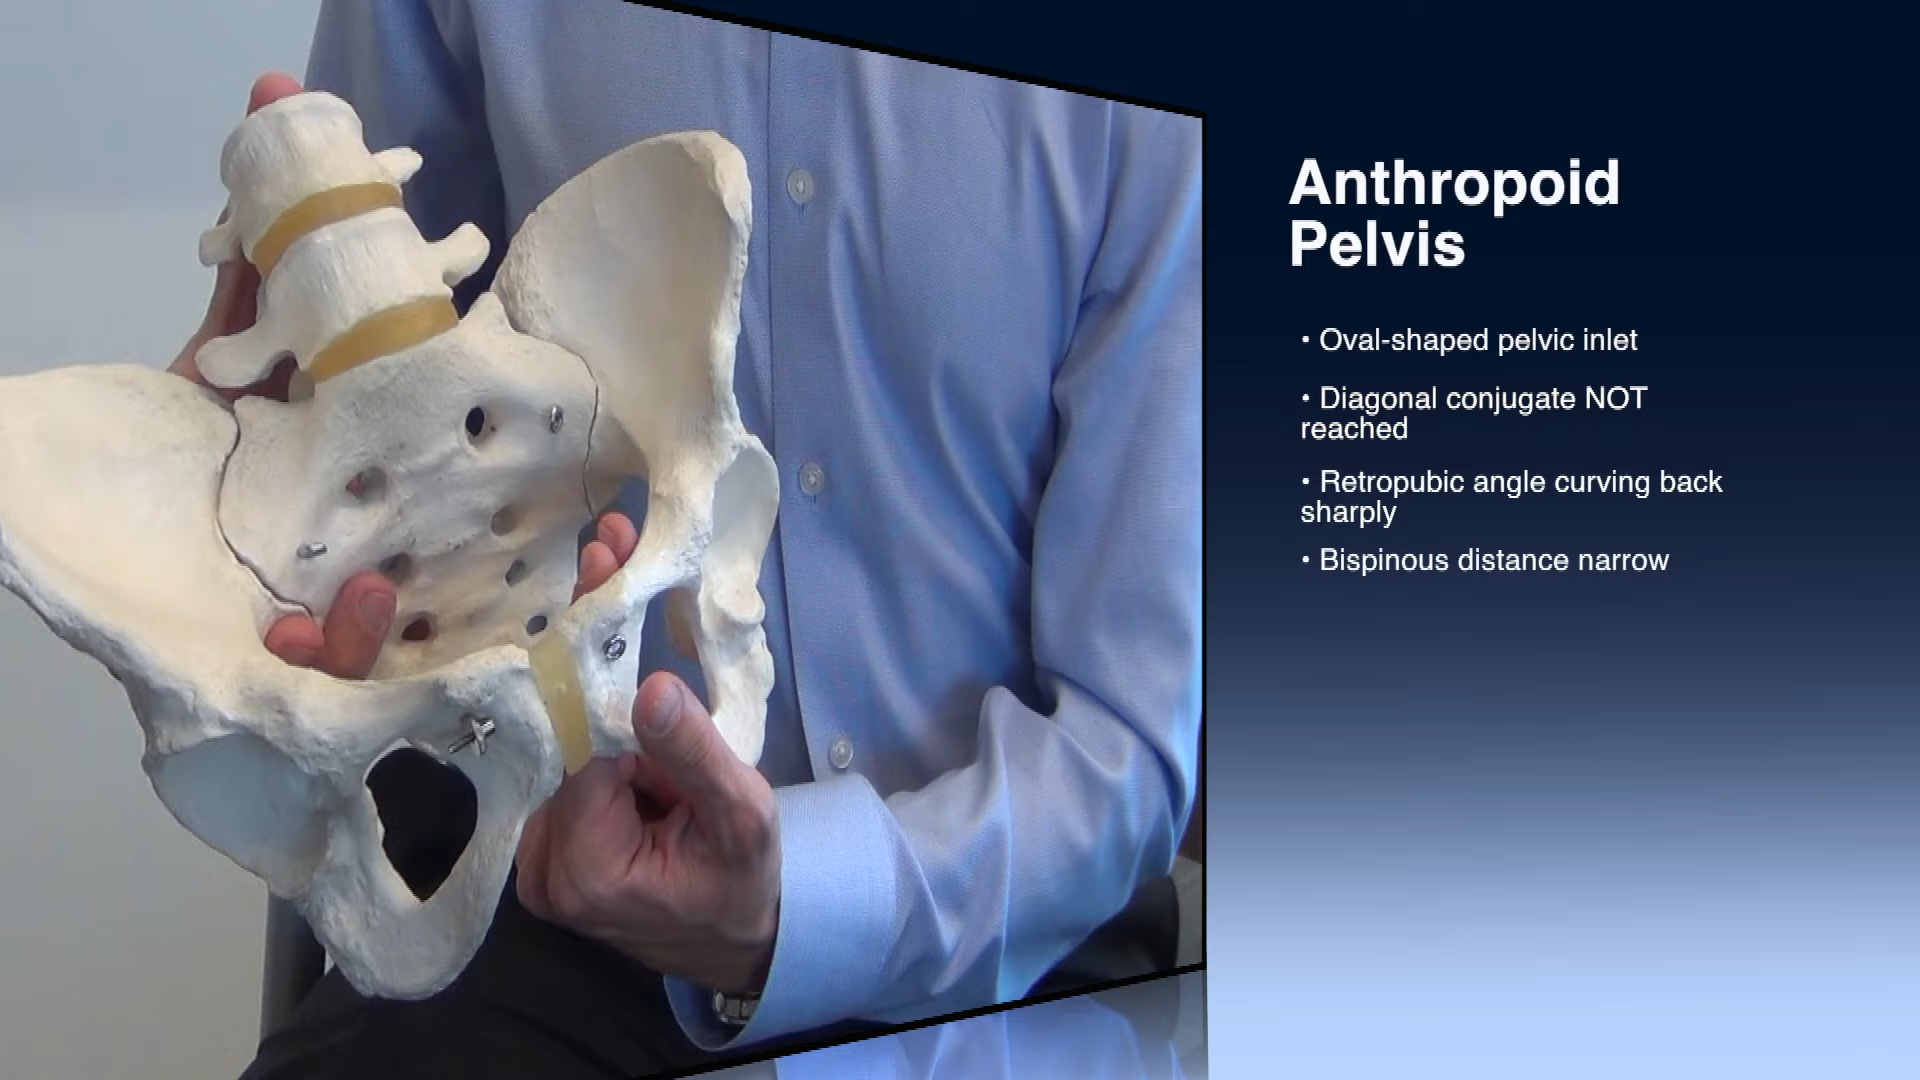 Anthropoid
Pelvis
• Oval-shaped pelvic inlet
• Diagonal conjugate NOT
reached
• Retropubic angle curving back
sharply
• Bispinous distance narrow